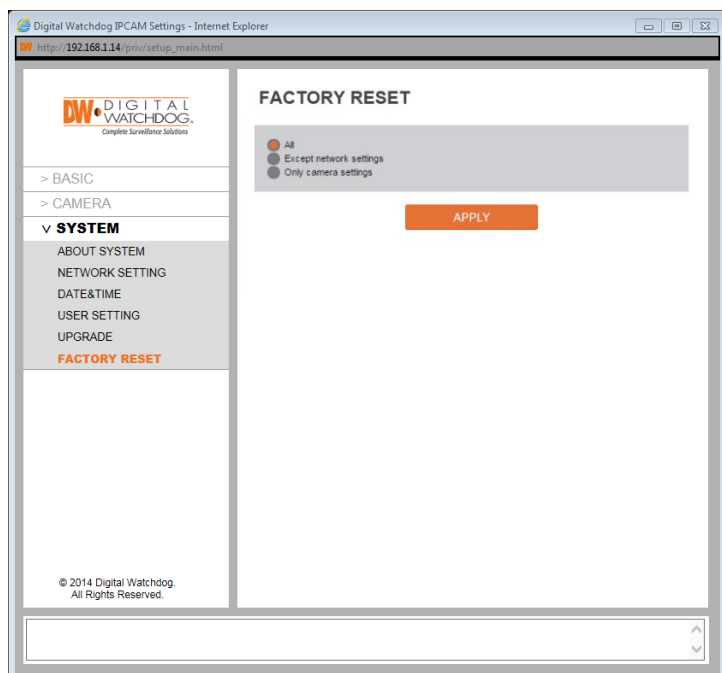 Digital Watchdog IPCAM Settings - Internet Explorer
DW http://192.168.1.14/priv/setup_main.html
DW DIGITAL
WATCHDOG®
Complete Surveillance Solutions
> BASIC
> CAMERA
v SYSTEM
ABOUT SYSTEM
NETWORK SETTING
DATE&TIME
USER SETTING
UPGRADE
FACTORY RESET
© 2014 Digital Watchdog.
All Rights Reserved.
FACTORY RESET
All
Except network settings
Only camera settings
APPLY